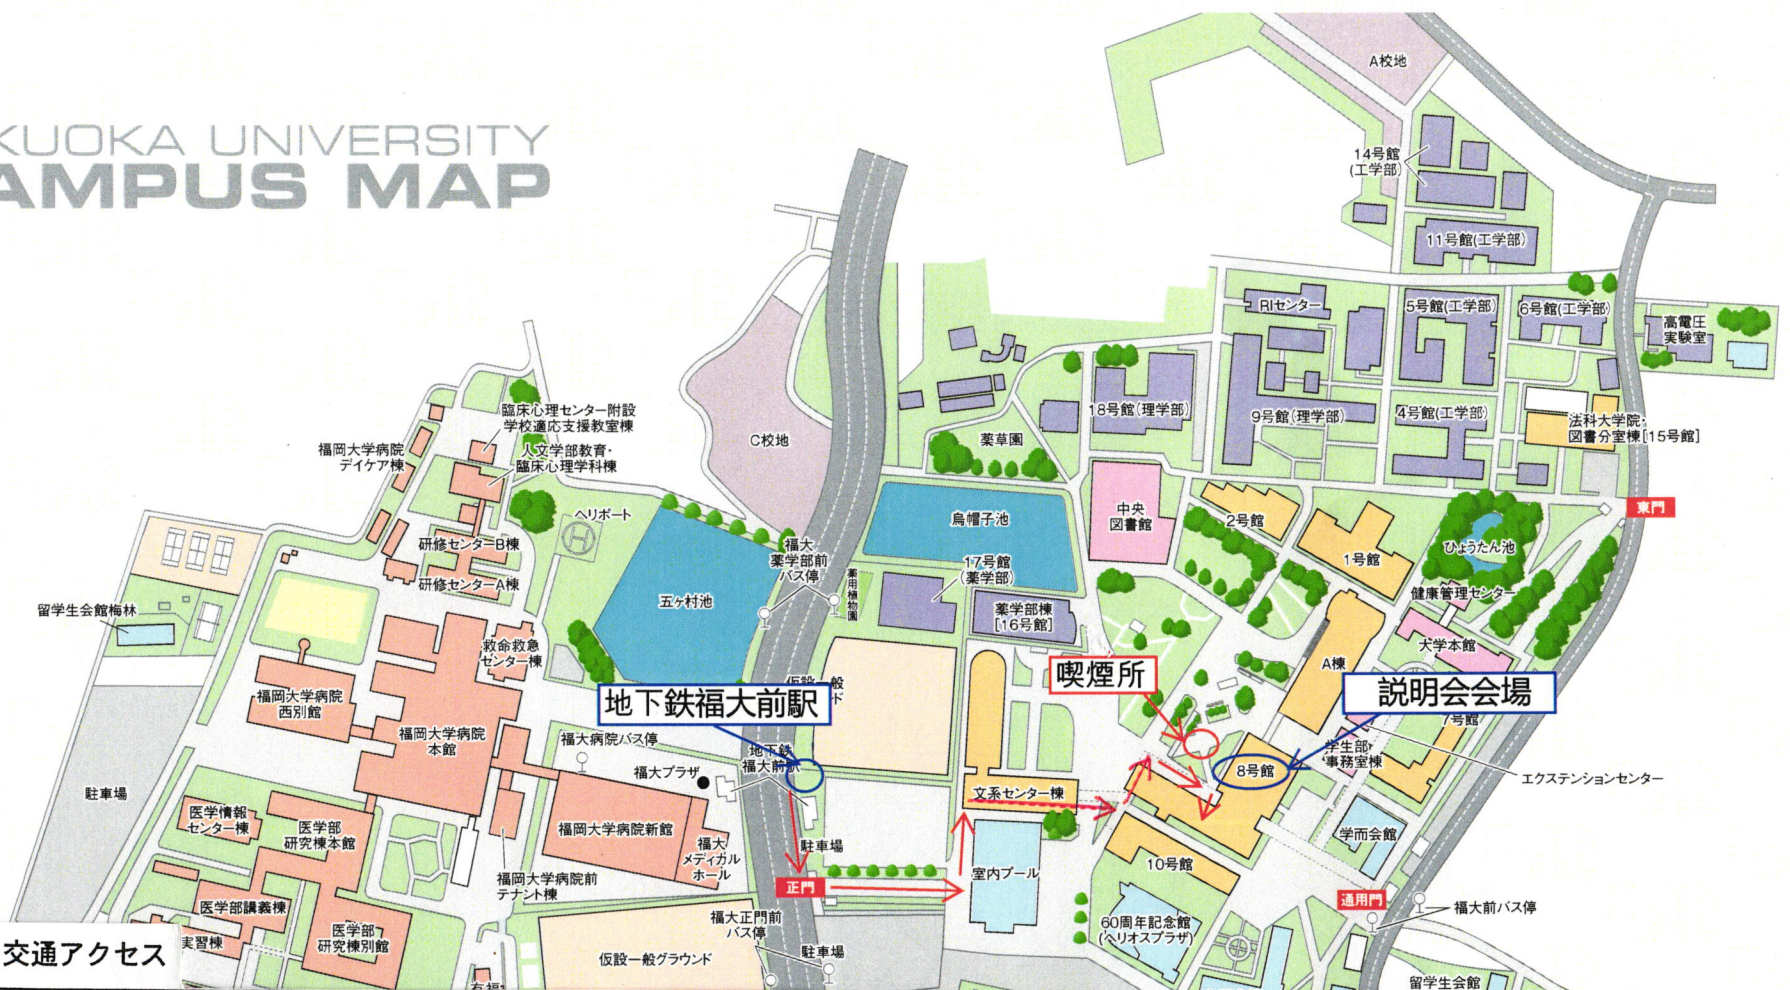 KUOKA UNIVERSITY
AMPUS MAP
A校地
14号館
(工学部)
11号館(工学部)
RIセンター
5号館(工学部)
6号館(工学部)
高電圧
実験室
18号館(理学部)
9号館(理学部)
4号館(工学部)
法科大学院・
図書分室棟[15号館]
薬草園
C校地
臨床心理センター附設
学校適応支援教室棟
人文学部教育・
臨床心理学科棟
福岡大学病院
デイケア棟
ヘリポート
研修センターB棟
研修センターA棟
留学生会館梅林
五ヶ村池
福大
薬学部前
バス停
薬用植物園
烏帽子池
17号館
(薬学部)
薬学部棟
[16号館]
中央
図書館
2号館
1号館
ひょうたん池
東門
健康管理センター
大学本館
A棟
喫煙所
説明会会場
7号館
学生部
事務室棟
エクステンションセンター
8号館
救命救急
センター棟
福岡大学病院
西別館
福岡大学病院
本館
地下鉄福大前駅
福大病院バス停
福大プラザ
地下鉄
福大前駅
駐車場
医学情報
センター棟
医学部
研究棟本館
福岡大学病院新館
福大
メディカル
ホール
福岡大学病院前
テナント棟
駐車場
正門
文系センター棟
室内プール
10号館
学而会館
通用門
福大前バス停
60周年記念館
(ヘリオスプラザ)
医学部講義棟
実習棟
医学部
研究棟別館
福大正門前
バス停
駐車場
仮設一般グラウンド
留学生会館
交通アクセス